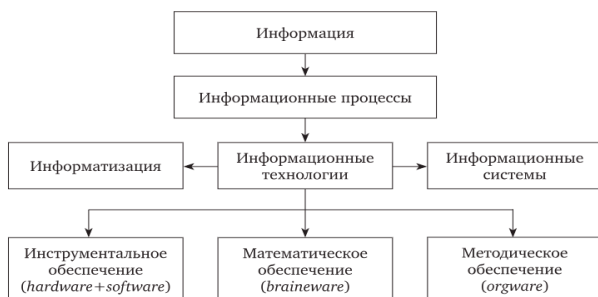 Информация
Информационные процессы
Информатизация
Информационные
технологии
Информационные
системы
Инструментальное
обеспечение
(hardware+software)
Математическое
обеспечение
(braineware)
Методическое
обеспечение
(orgware)